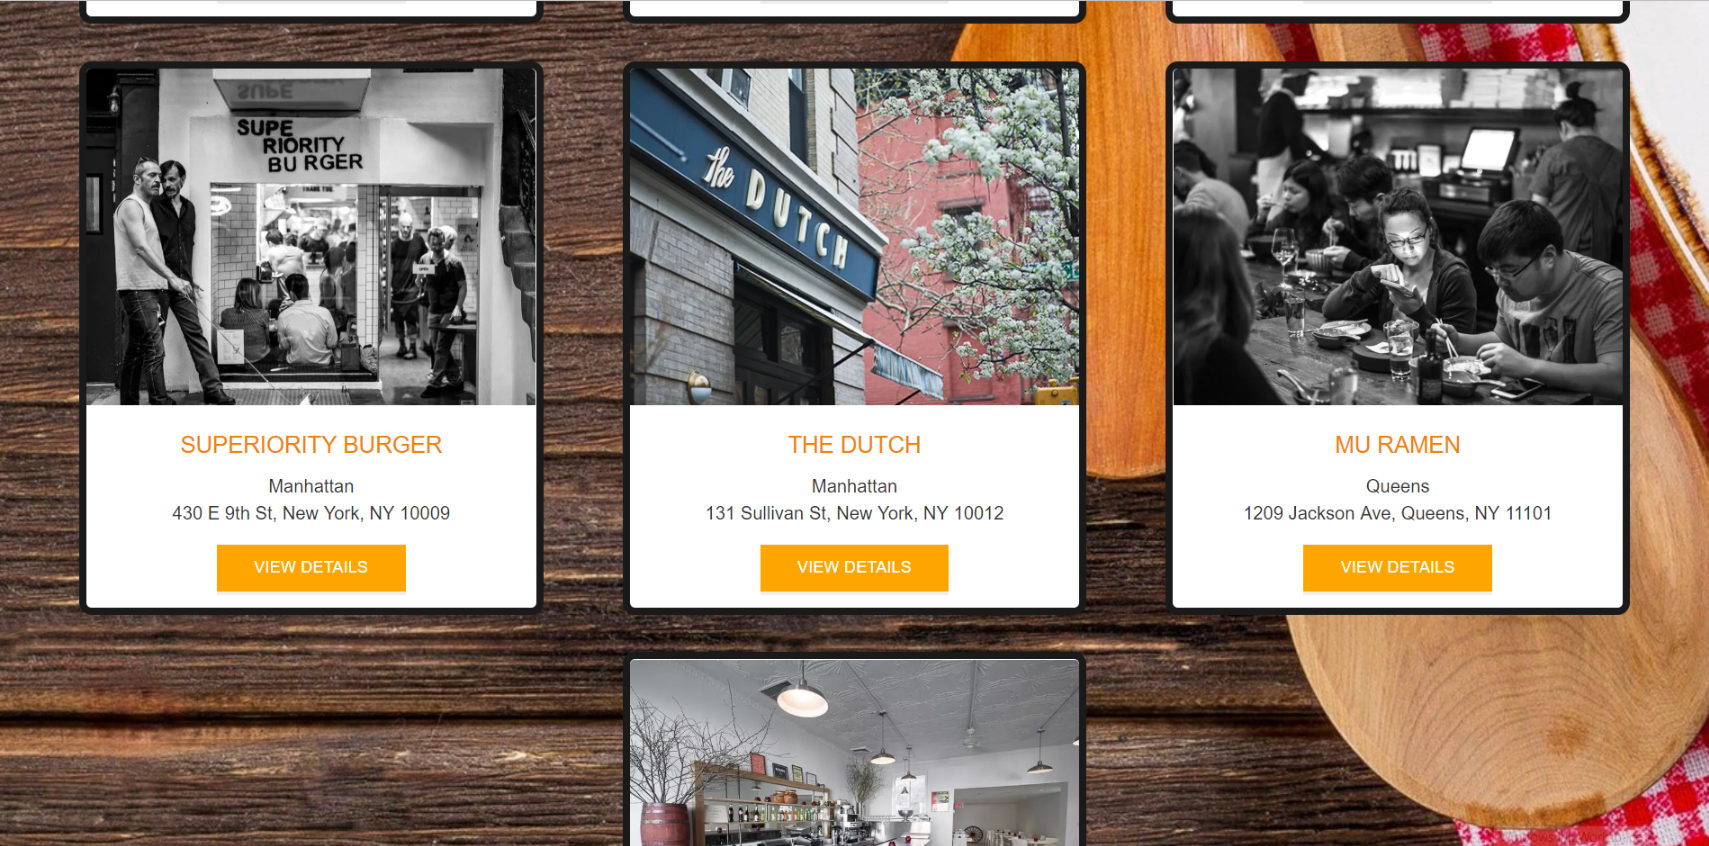 SUPE
RIORITY
BURGER
OPEN
the DUTCH
SUPERIORITY BURGER
Manhattan
430 E 9th St, New York, NY 10009
VIEW DETAILS
THE DUTCH
Manhattan
131 Sullivan St, New York, NY 10012
VIEW DETAILS
MU RAMEN
Queens
1209 Jackson Ave, Queens, NY 11101
VIEW DETAILS